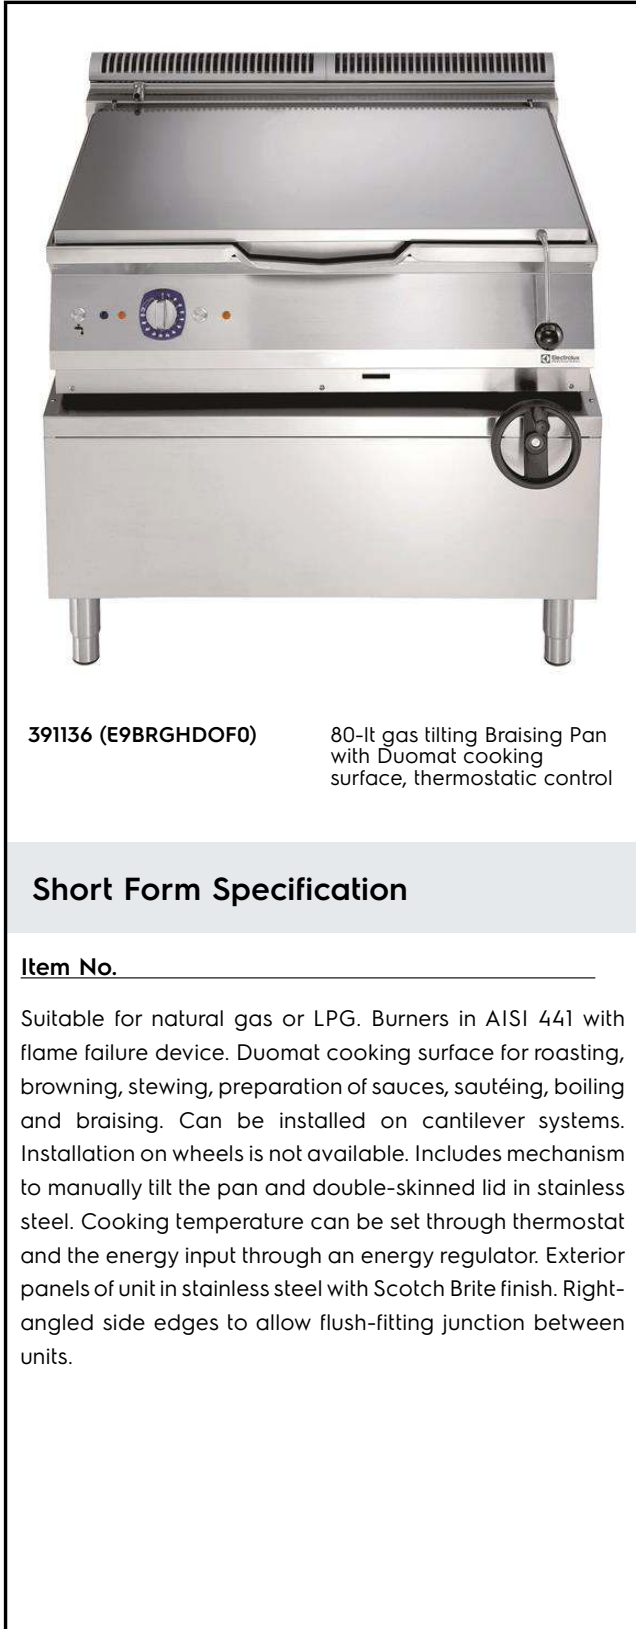 Electrolux
391136 (E9BRGHDOF0)
80-lt gas tilting Braising Pan
with Duomat cooking
surface, thermostatic control
Short Form Specification
Item No.
Suitable for natural gas or LPG. Burners in AISI 441 with
flame failure device. Duomat cooking surface for roasting,
browning, stewing, preparation of sauces, sautéing, boiling
and braising. Can be installed on cantilever systems.
Installation on wheels is not available. Includes mechanism
to manually tilt the pan and double-skinned lid in stainless
steel. Cooking temperature can be set through thermostat
and the energy input through an energy regulator. Exterior
panels of unit in stainless steel with Scotch Brite finish. Right-
angled side edges to allow flush-fitting junction between
units.